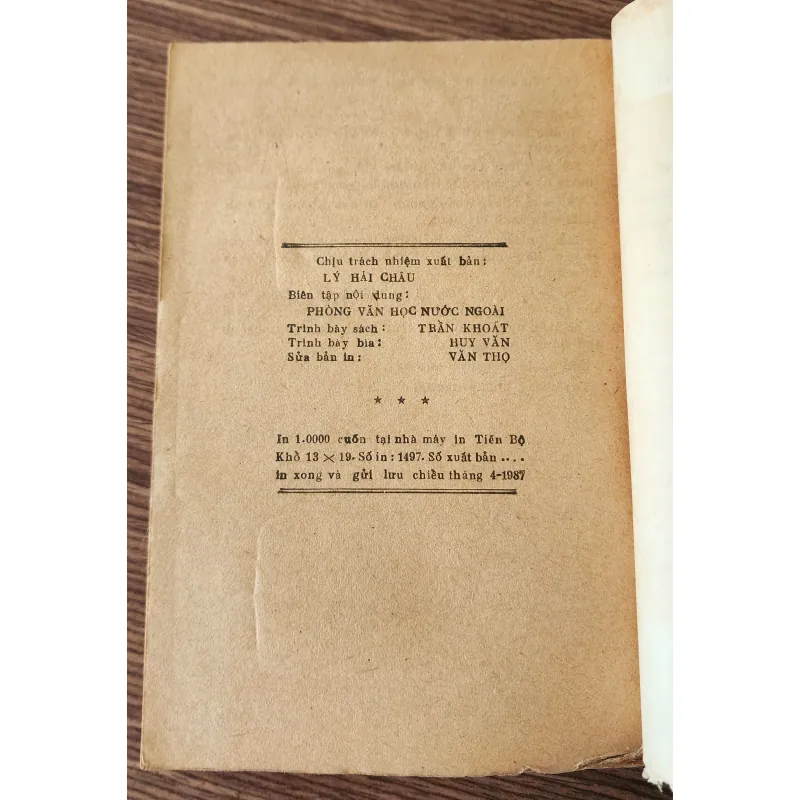 Chịu trách nhiệm xuất bản:
LÝ HẢI CHÂU
Biên tập nội dung:
PHÒNG VĂN HỌC NƯỚC NGOÀI
Trình bày sách: TRẦN KHOÁT
Trình bày bìa: HUY VĂN
Sửa bản in: VĂN THỌ
★ ★ ★
In 1.0000 cuốn tại nhà máy in Tiến Bộ
Khổ 13 × 19. Số in: 1497. Số xuất bản ....
in xong và gửi lưu chiều tháng 4-1987